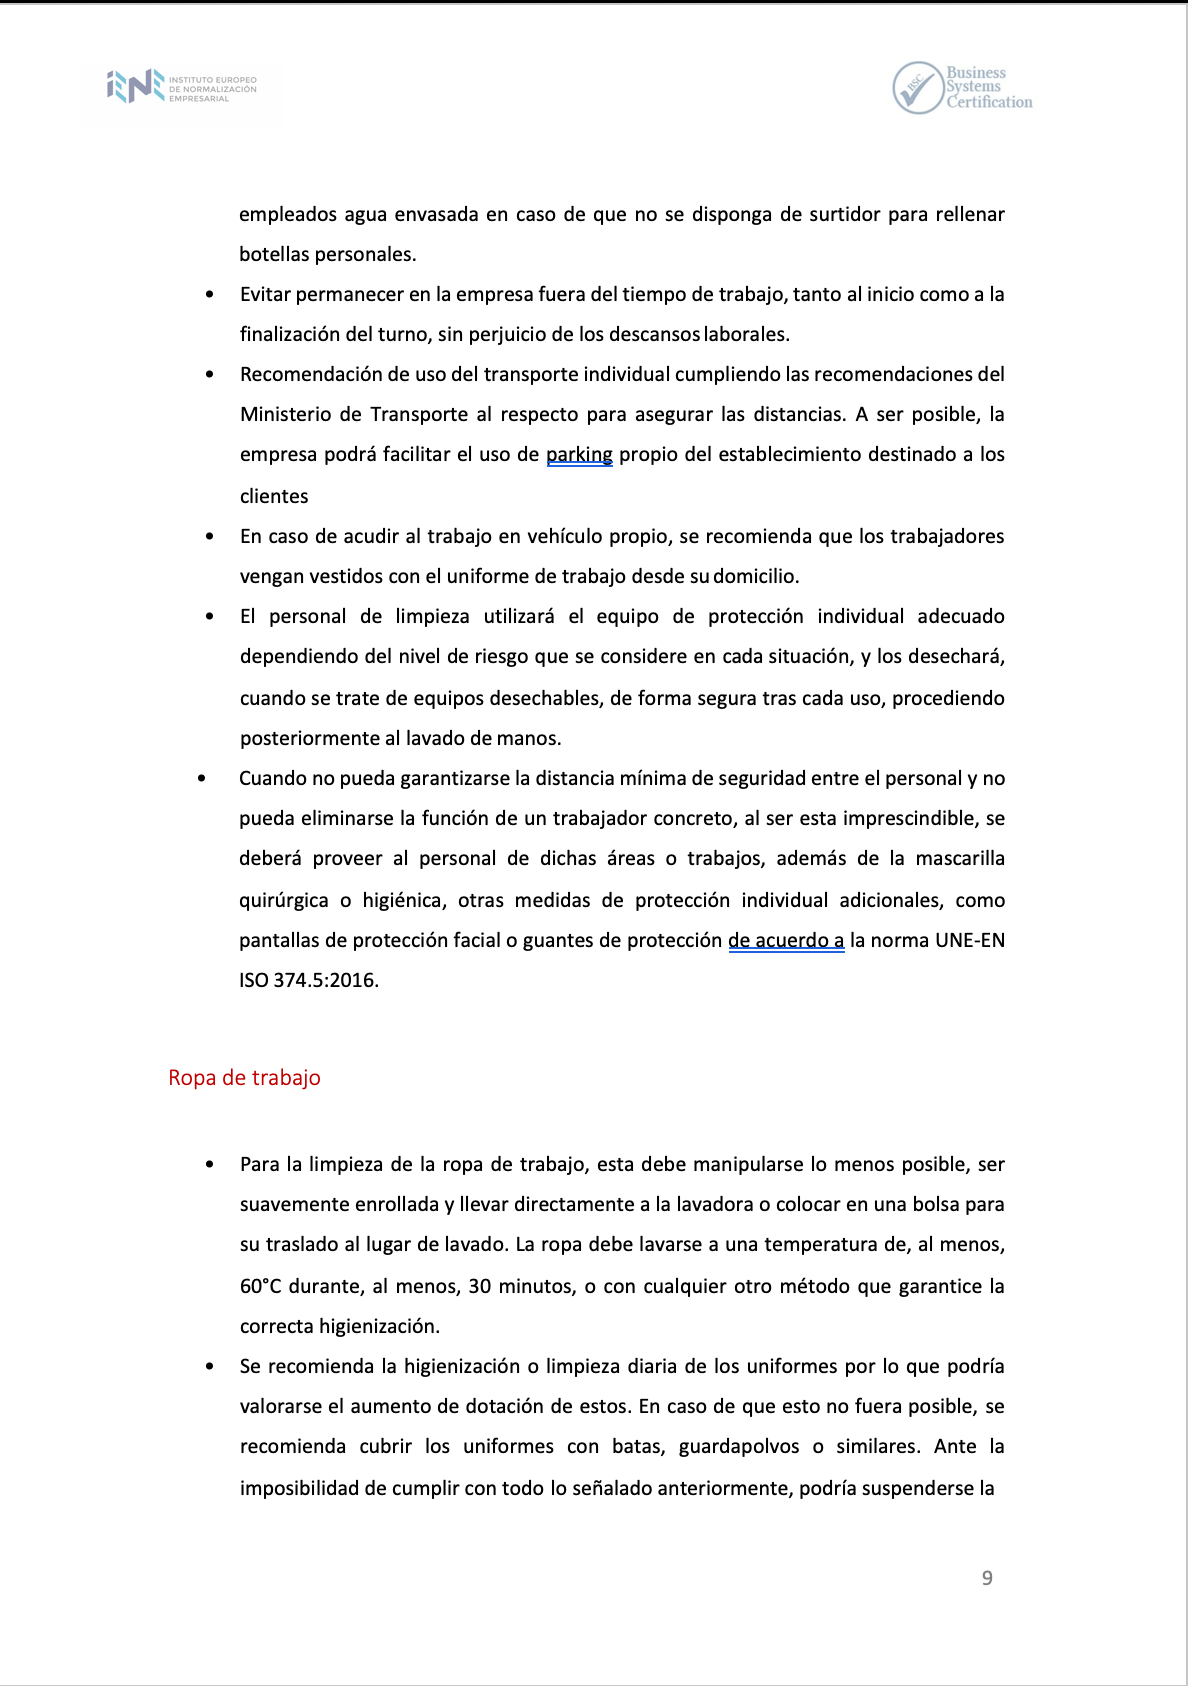 INSTITUTO EUROPEO
DE NORMALIZACIÓN
EMPRESARIAL
BSC
Business
Systems
Certification
empleados agua envasada en caso de que no se disponga de surtidor para rellenar
botellas personales.
• Evitar permanecer en la empresa fuera del tiempo de trabajo, tanto al inicio como a la
finalización del turno, sin perjuicio de los descansos laborales.
• Recomendación de uso del transporte individual cumpliendo las recomendaciones del
Ministerio de Transporte al respecto para asegurar las distancias. A ser posible, la
empresa podrá facilitar el uso de parking propio del establecimiento destinado a los
clientes
• En caso de acudir al trabajo en vehículo propio, se recomienda que los trabajadores
vengan vestidos con el uniforme de trabajo desde su domicilio.
• El personal de limpieza utilizará el equipo de protección individual adecuado
dependiendo del nivel de riesgo que se considere en cada situación, y los desechará,
cuando se trate de equipos desechables, de forma segura tras cada uso, procediendo
posteriormente al lavado de manos.
• Cuando no pueda garantizarse la distancia mínima de seguridad entre el personal y no
pueda eliminarse la función de un trabajador concreto, al ser esta imprescindible, se
deberá proveer al personal de dichas áreas o trabajos, además de la mascarilla
quirúrgica o higiénica, otras medidas de protección individual adicionales, como
pantallas de protección facial o guantes de protección de acuerdo a la norma UNE-EN
ISO 374.5:2016.
Ropa de trabajo
• Para la limpieza de la ropa de trabajo, esta debe manipularse lo menos posible, ser
suavemente enrollada y llevar directamente a la lavadora o colocar en una bolsa para
su traslado al lugar de lavado. La ropa debe lavarse a una temperatura de, al menos,
60°C durante, al menos, 30 minutos, o con cualquier otro método que garantice la
correcta higienización.
• Se recomienda la higienización o limpieza diaria de los uniformes por lo que podría
valorarse el aumento de dotación de estos. En caso de que esto no fuera posible, se
recomienda cubrir los uniformes con batas, guardapolvos o similares. Ante la
imposibilidad de cumplir con todo lo señalado anteriormente, podría suspenderse la
9